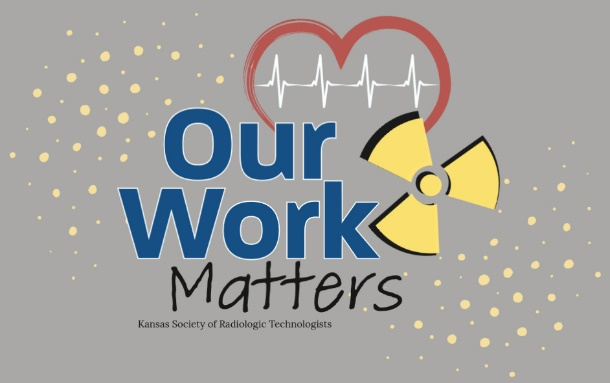 Our
Work
Matters
Kansas Society of Radiologic Technologists